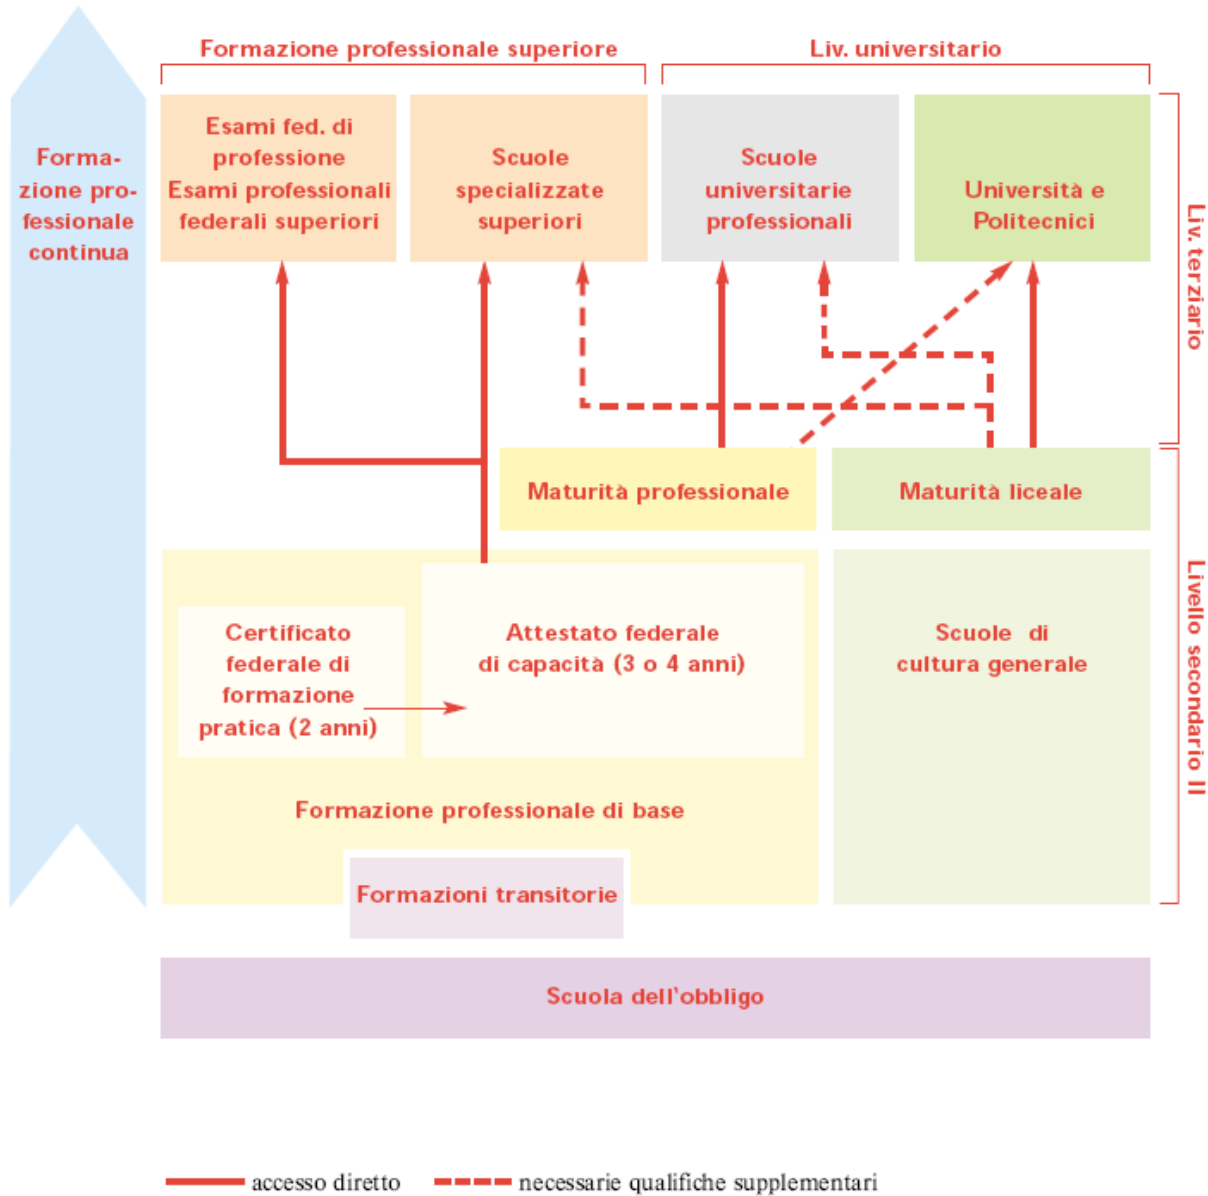 Formazione professionale superiore
Liv. universitario
Forma-
zione pro-
fessionale
continua
Esami fed. di
professione
Esami professionali
federali superiori
Scuole
specializzate
superiori
Scuole
universitarie
professionali
Università e
Politecnici
Liv. terziario
Maturità professionale
Maturità liceale
Certificato
federale di
formazione
pratica (2 anni)
Attestato federale
di capacità (3 o 4 anni)
Scuole di
cultura generale
Livello secondario II
Formazione professionale di base
Formazioni transitorie
Scuola dell'obbligo
accesso diretto
necessarie qualifiche supplementari